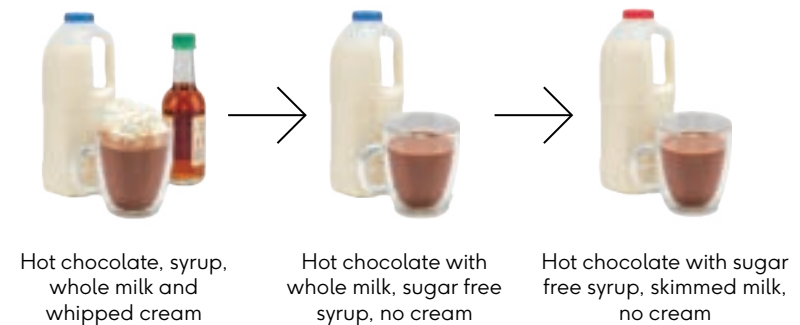 Hot chocolate, syrup,
whole milk and
whipped cream
Hot chocolate with
whole milk, sugar free
syrup, no cream
Hot chocolate with sugar
free syrup, skimmed milk,
no cream